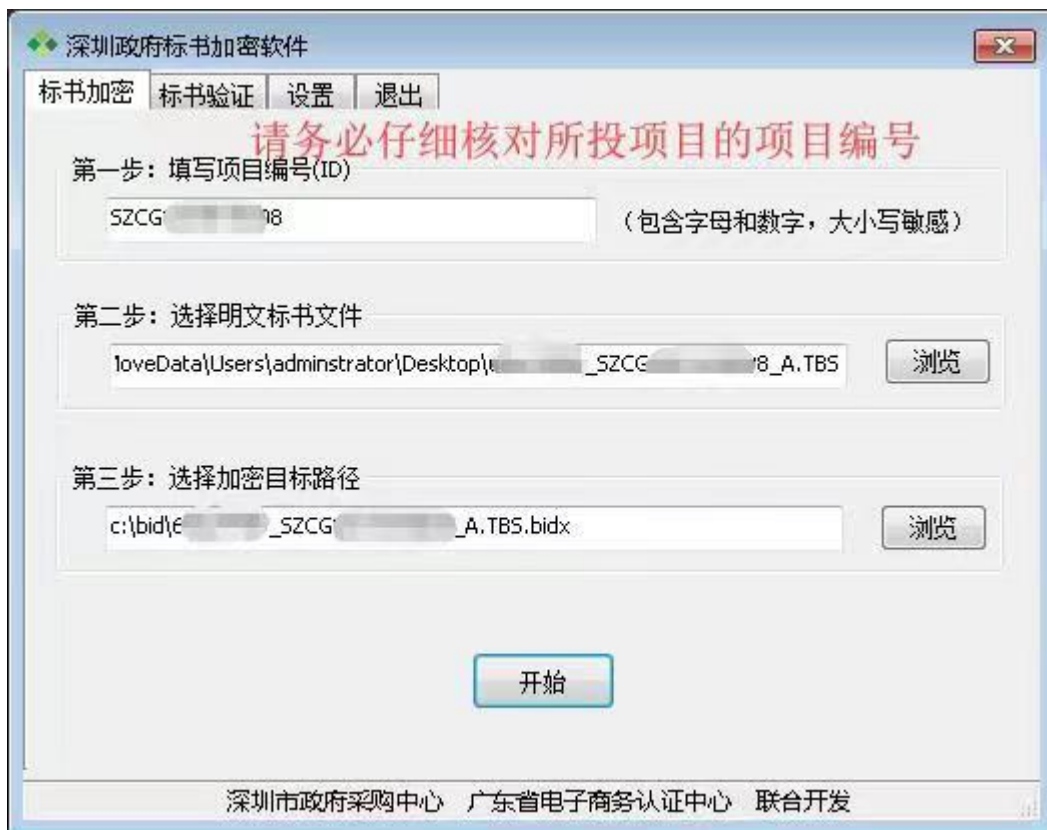 深圳政府标书加密软件
标书加密 标书验证 设置 退出
请务必仔细核对所投项目的项目编号
第一步：填写项目编号(ID)
SZCG 08 （包含字母和数字，大小写敏感）
第二步：选择明文标书文件
loveData\Users\adminstrator\Desktop\ _SZCG 8_A.TBS 浏览
第三步：选择加密目标路径
c:\bid\6 _SZCG _A.TBS.bidx 浏览
开始
深圳市政府采购中心 广东省电子商务认证中心 联合开发